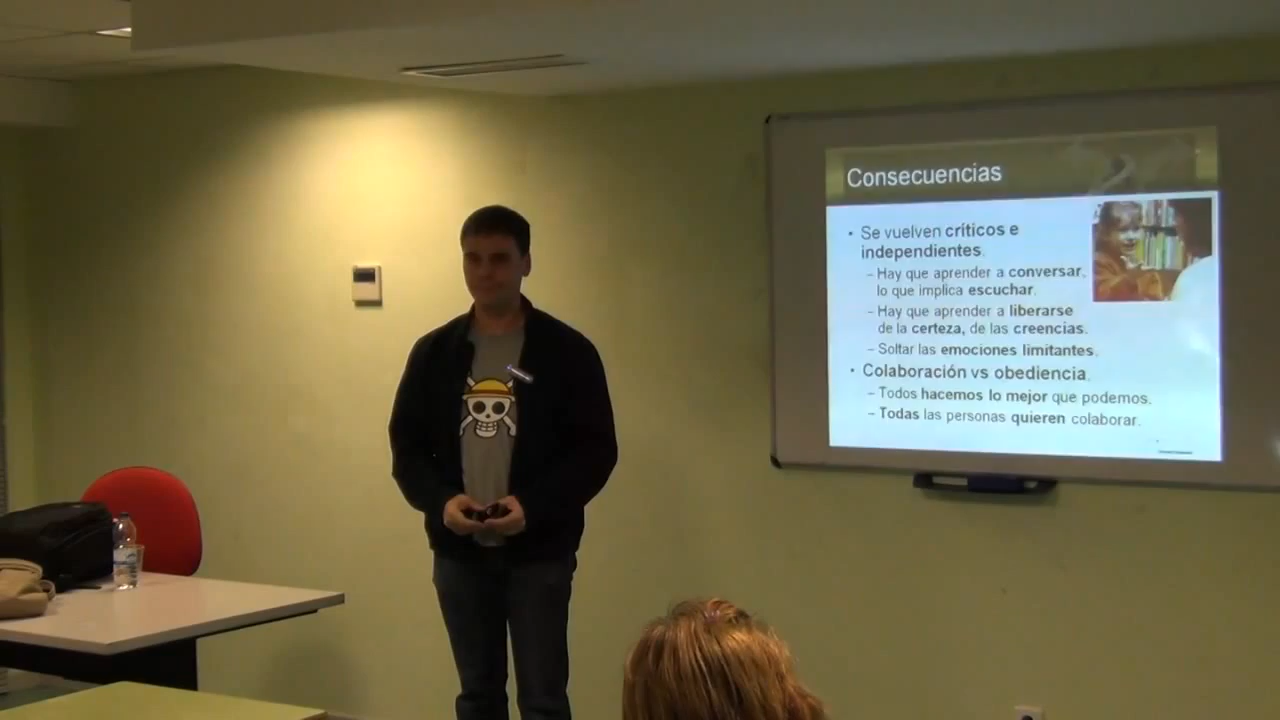 Consecuencias
• Se vuelven críticos e
independientes.
– Hay que aprender a conversar,
lo que implica escuchar.
– Hay que aprender a liberarse
de la certeza, de las creencias.
– Soltar las emociones limitantes.
• Colaboración vs obediencia.
– Todos hacemos lo mejor que podemos.
– Todas las personas quieren colaborar.